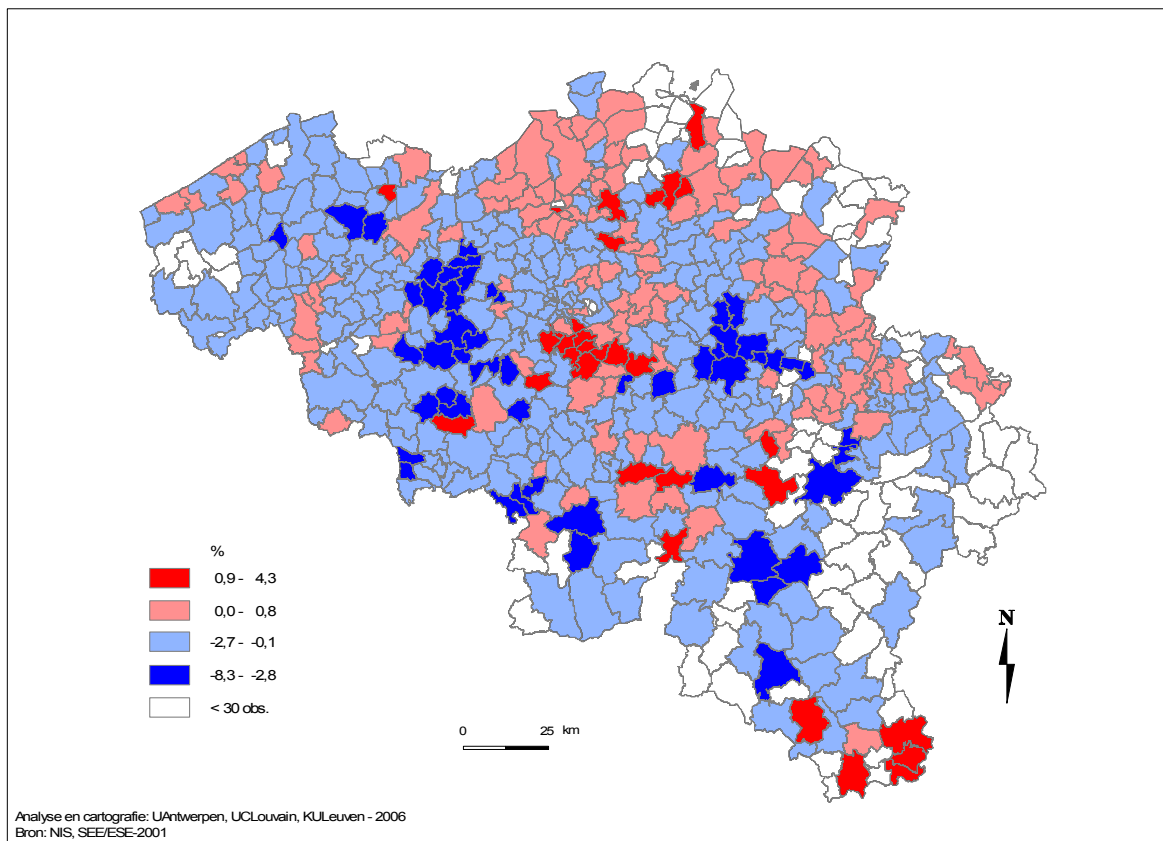 %
0,9 - 4,3
0,0 - 0,8
-2,7 - -0,1
-8,3 - -2,8
< 30 obs.
0 25 km
N
Analyse en cartografie: UAntwerpen, UCLouvain, KULeuven - 2006
Bron: NIS, SEE/ESE-2001